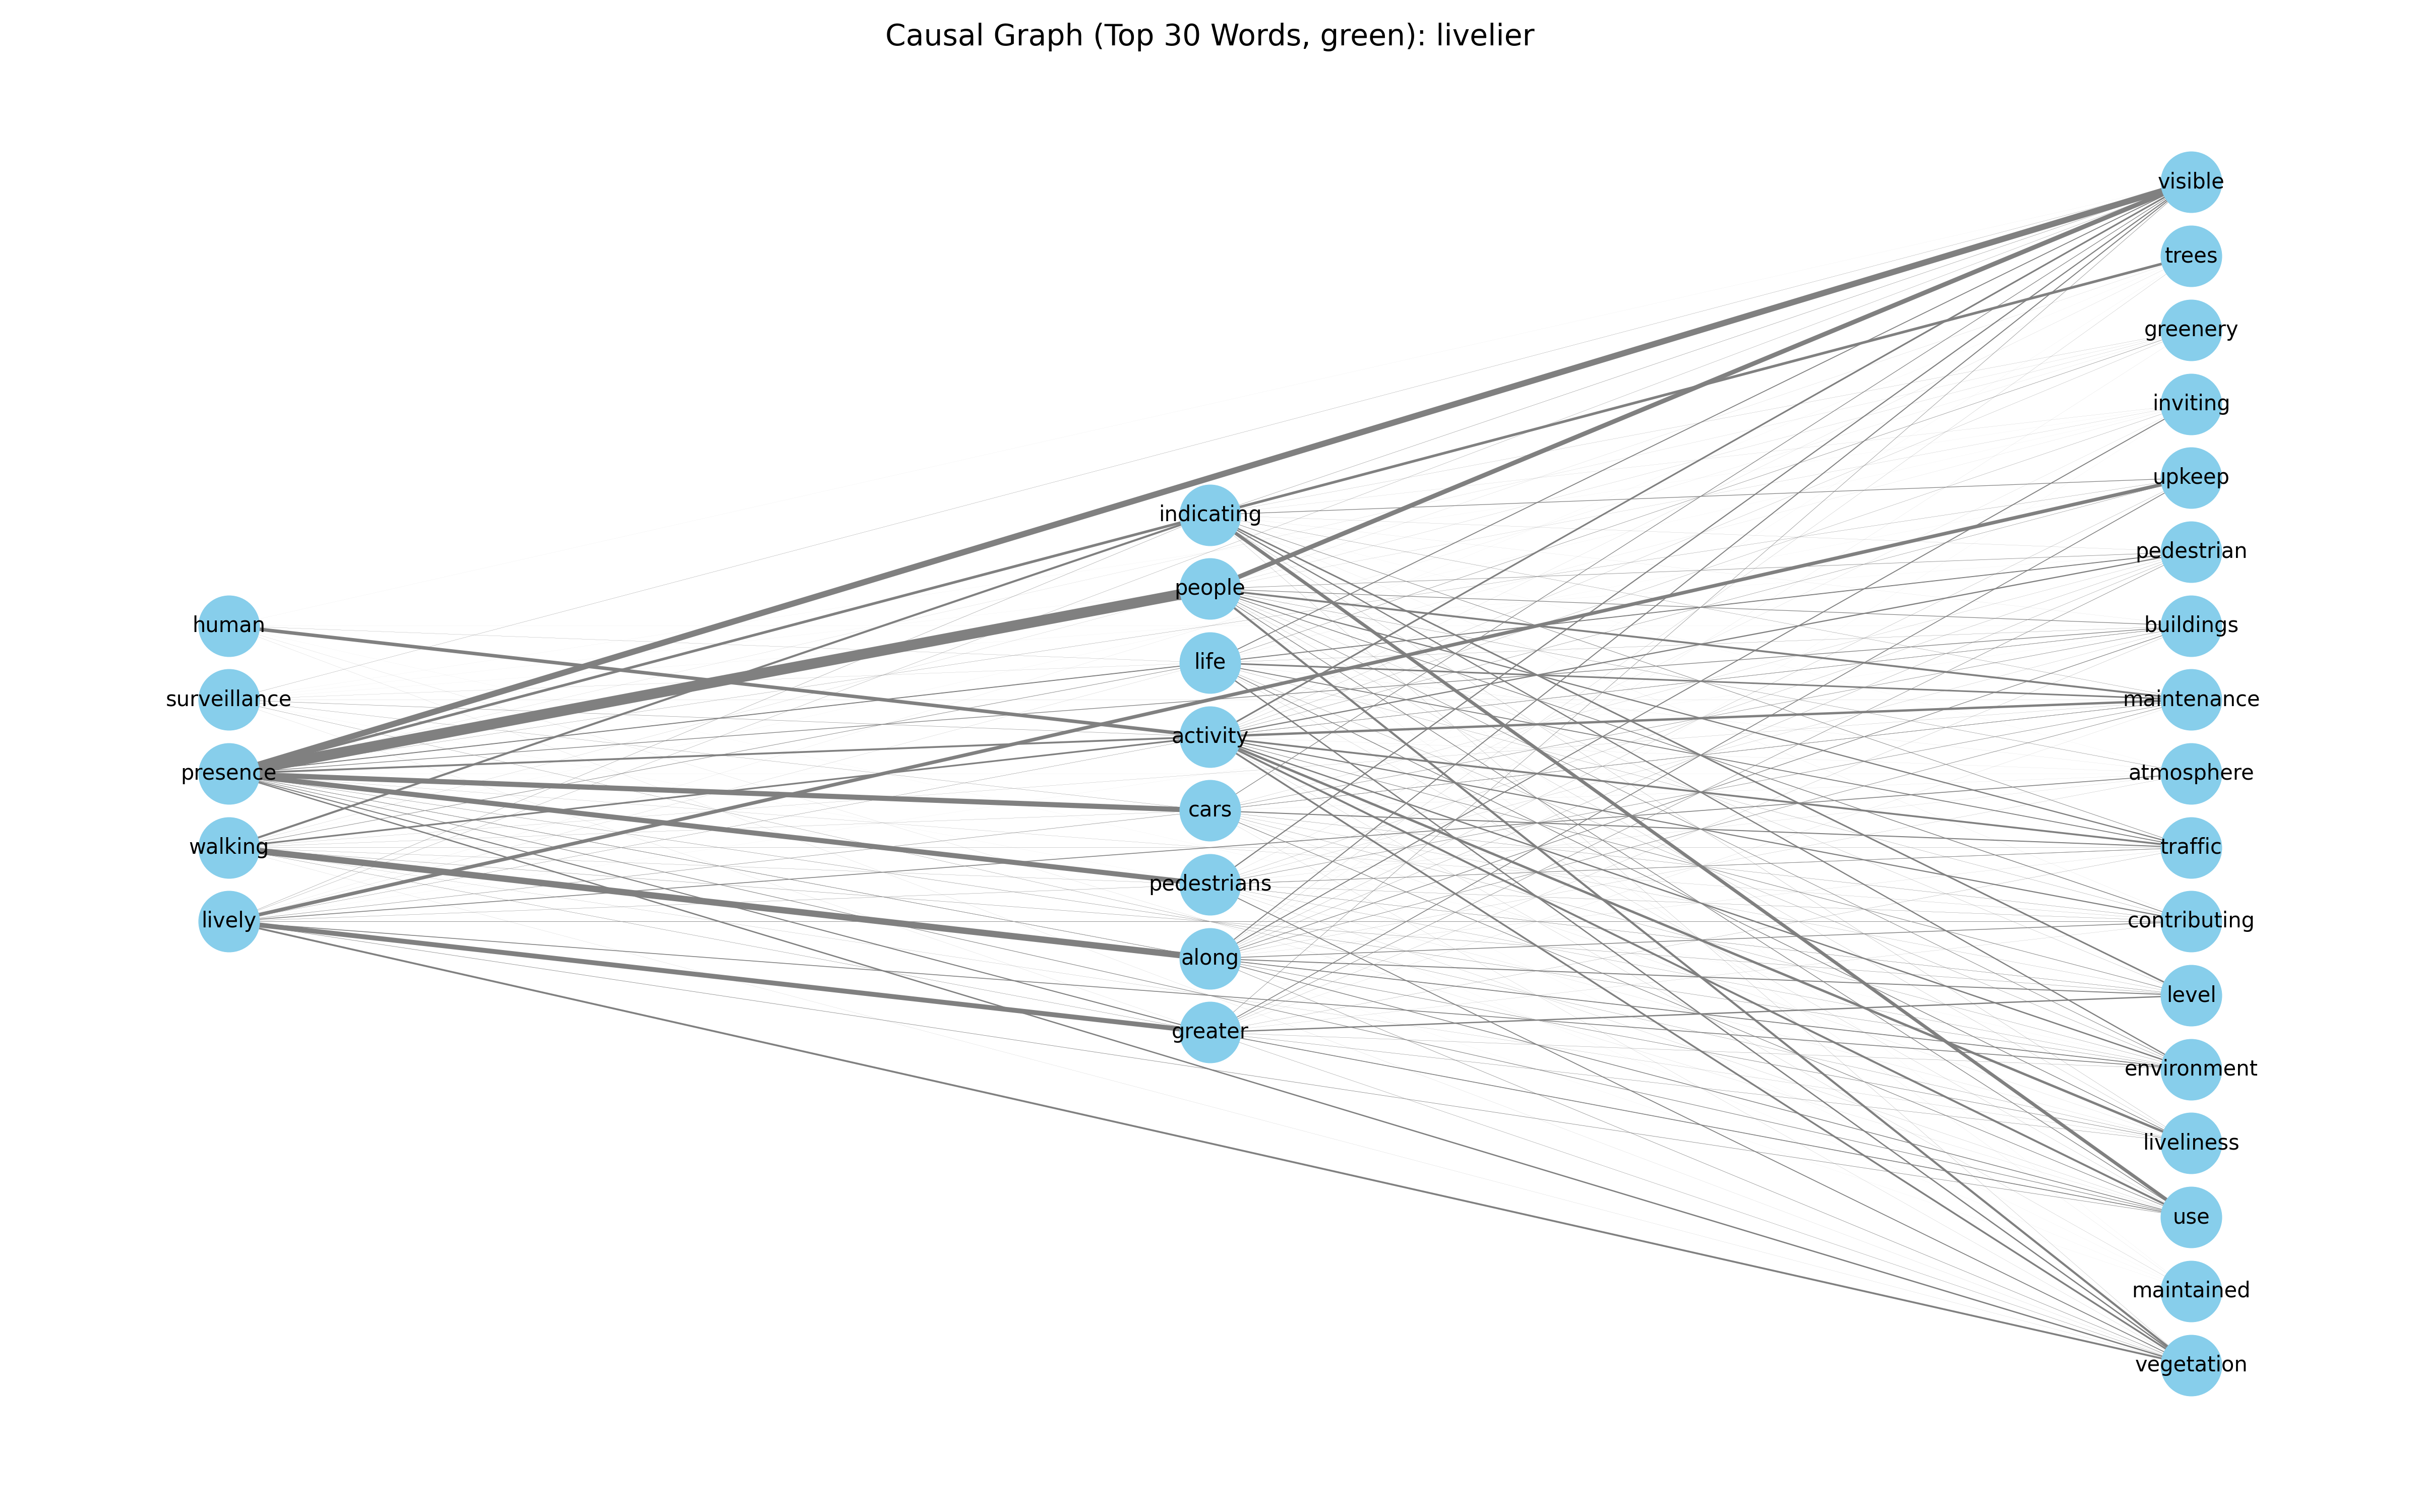 Causal Graph (Top 30 Words, green): livelier
human
surveillance
presence
walking
lively
indicating
people
life
activity
cars
pedestrians
along
greater
visible
trees
greenery
inviting
upkeep
pedestrian
buildings
maintenance
atmosphere
traffic
contributing
level
environment
liveliness
use
maintained
vegetation